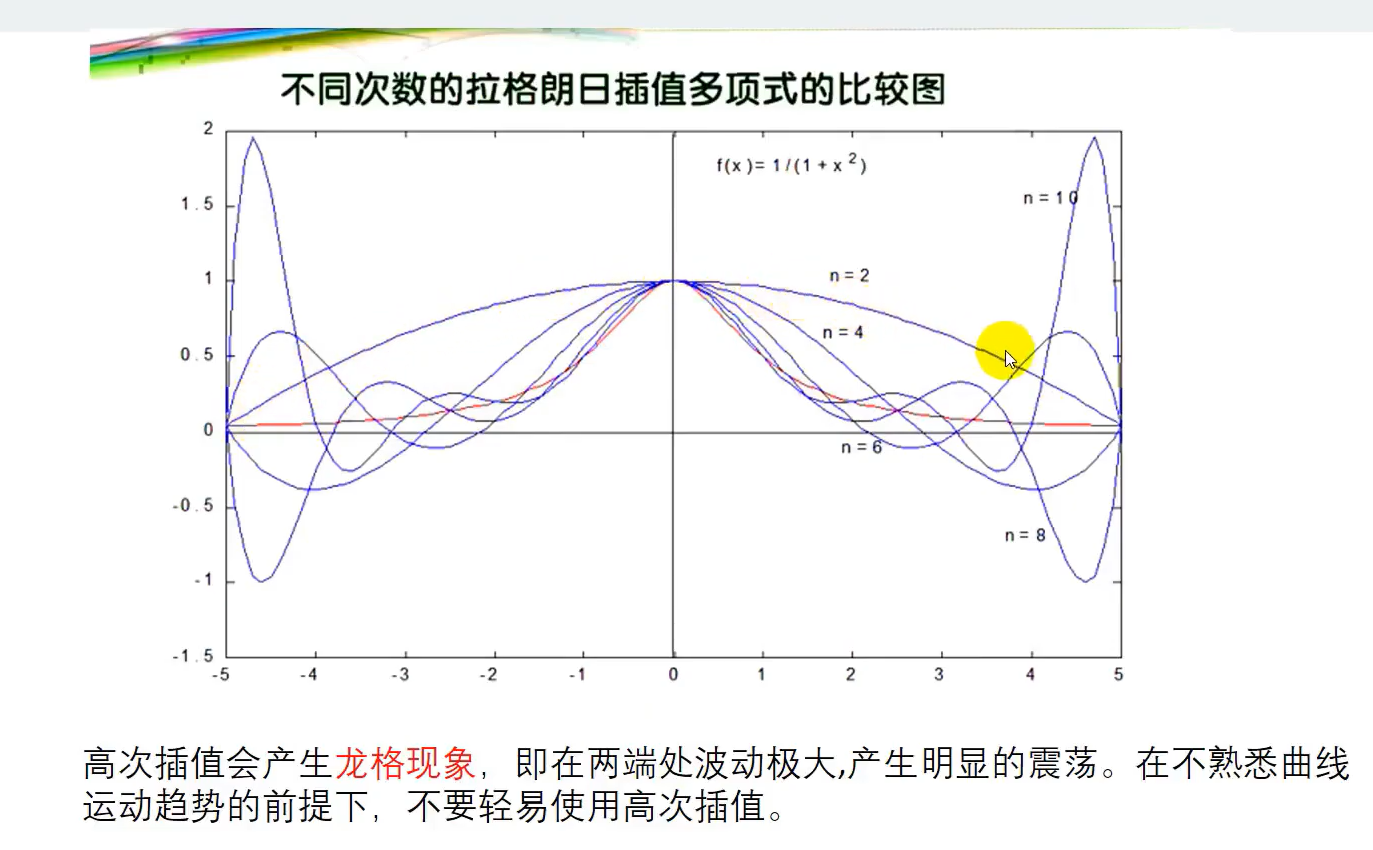 不同次数的拉格朗日插值多项式的比较图
2
f(x)= 1/(1 + x 2)
1.5
n = 10
1
n = 2
n = 4
0.5
0
n = 6
-0.5
n = 8
-1
-1.5
-5 -4 -3 -2 -1 0 1 2 3 4 5
高次插值会产生龙格现象，即在两端处波动极大,产生明显的震荡。在不熟悉曲线
运动趋势的前提下，不要轻易使用高次插值。